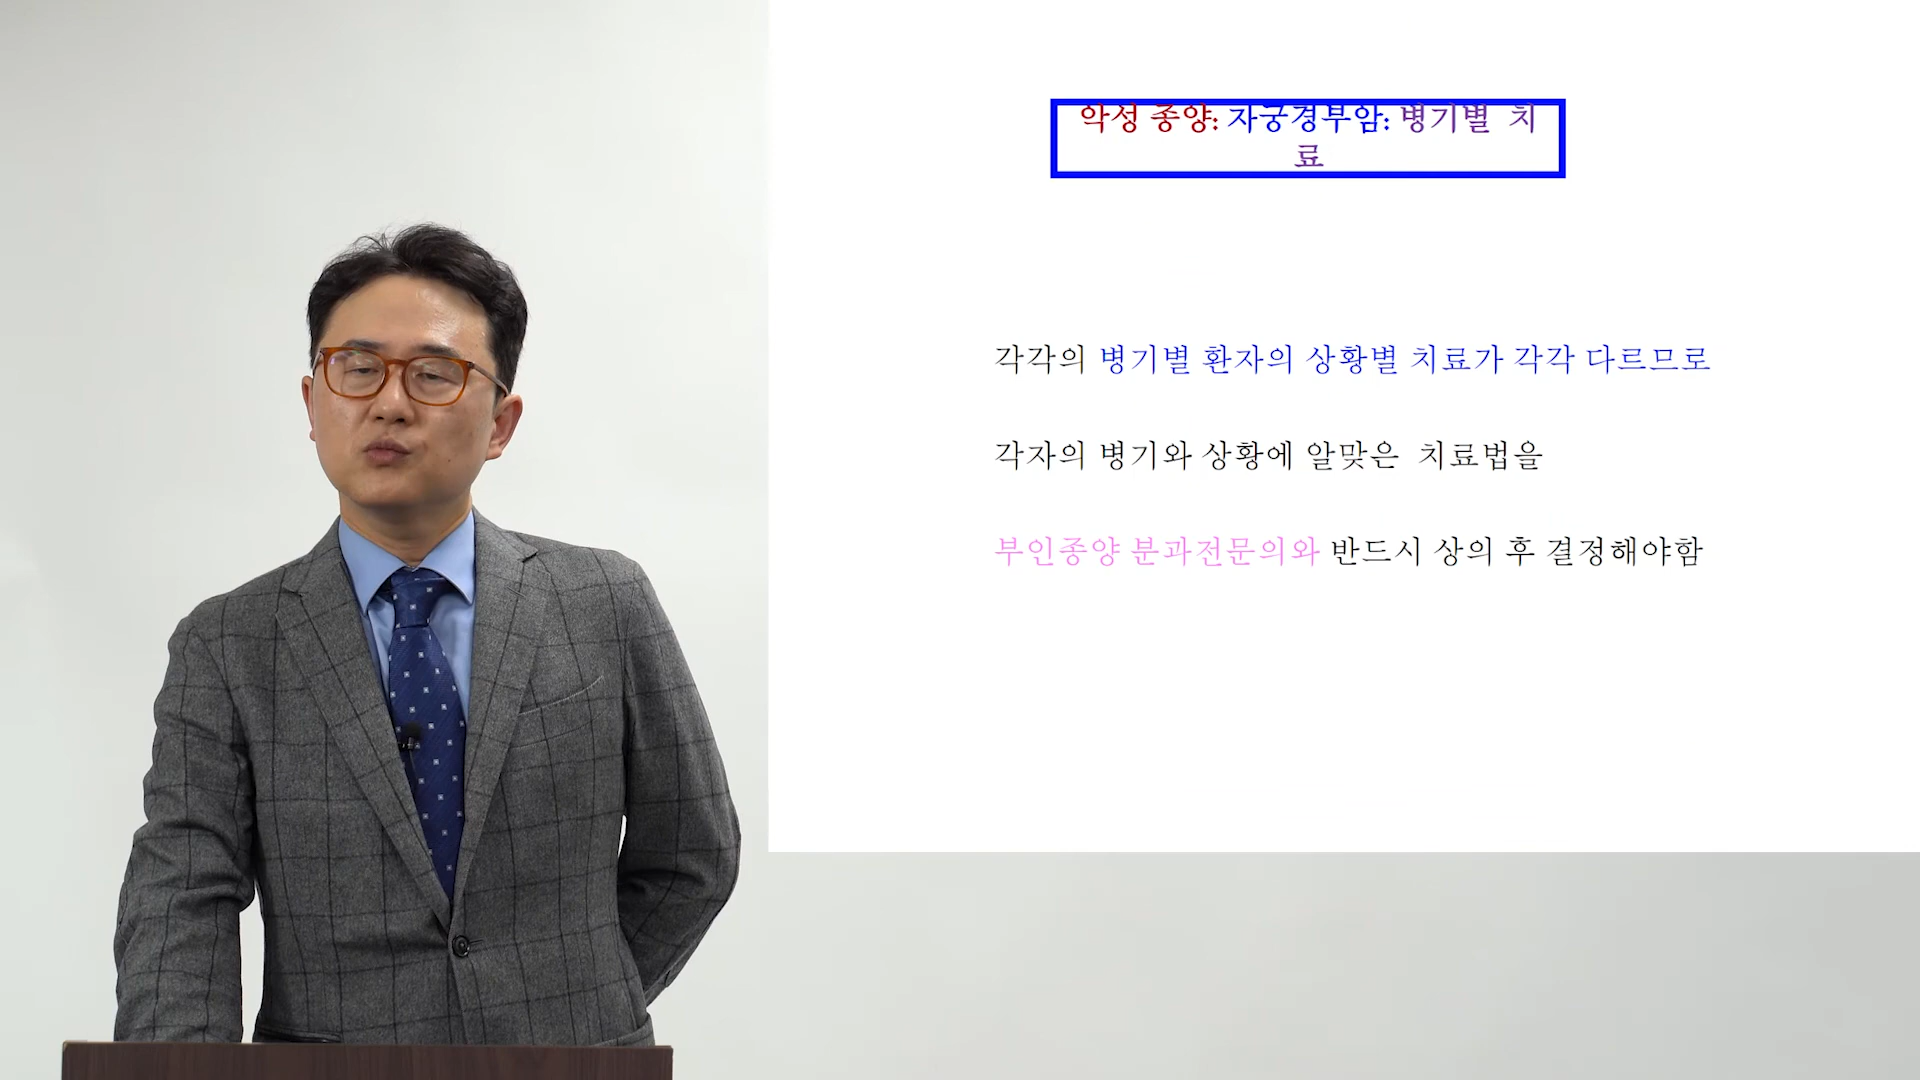 악성 종양: 자궁경부암: 병기별 치
료
각각의 병기별 환자의 상황별 치료가 각각 다르므로
각자의 병기와 상황에 알맞은 치료법을
부인종양 분과전문의와 반드시 상의 후 결정해야함